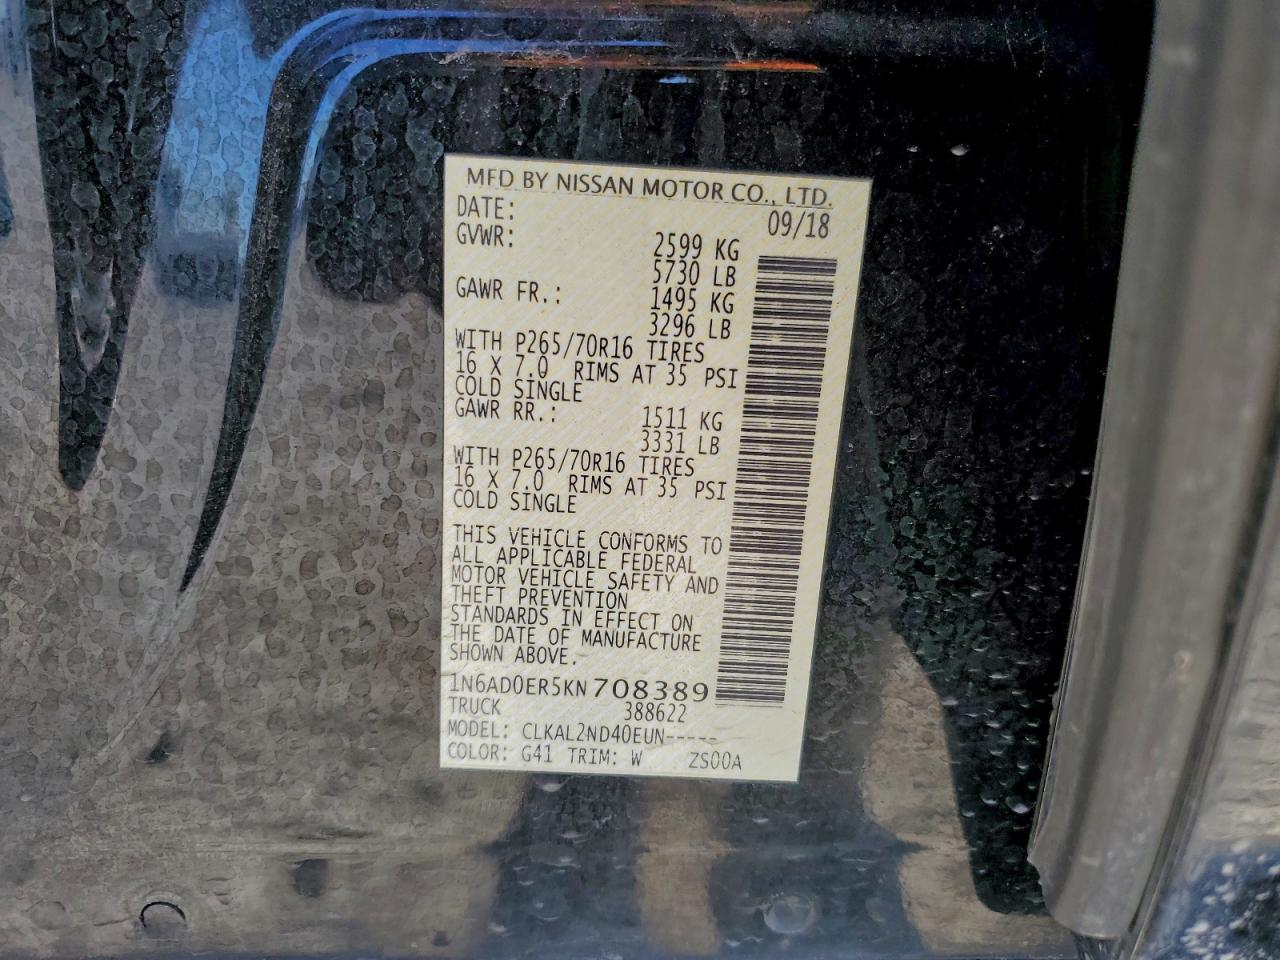 MFD BY NISSAN MOTOR CO., LTD.
DATE: 09/18
GVWR: 2599 KG
5730 LB
GAWR FR.: 1495 KG
3296 LB
WITH P265/70R16 TIRES
16 X 7.0 RIMS AT 35 PSI
COLD SINGLE
GAWR RR.: 1511 KG
3331 LB
WITH P265/70R16 TIRES
16 X 7.0 RIMS AT 35 PSI
COLD SINGLE
THIS VEHICLE CONFORMS TO
ALL APPLICABLE FEDERAL
MOTOR VEHICLE SAFETY AND
THEFT PREVENTION
STANDARDS IN EFFECT ON
THE DATE OF MANUFACTURE
SHOWN ABOVE.
1N6AD0ER5KN708389
TRUCK 388622
MODEL: CLKAL2ND40EUN-----
COLOR: G41 TRIM: W ZS00A